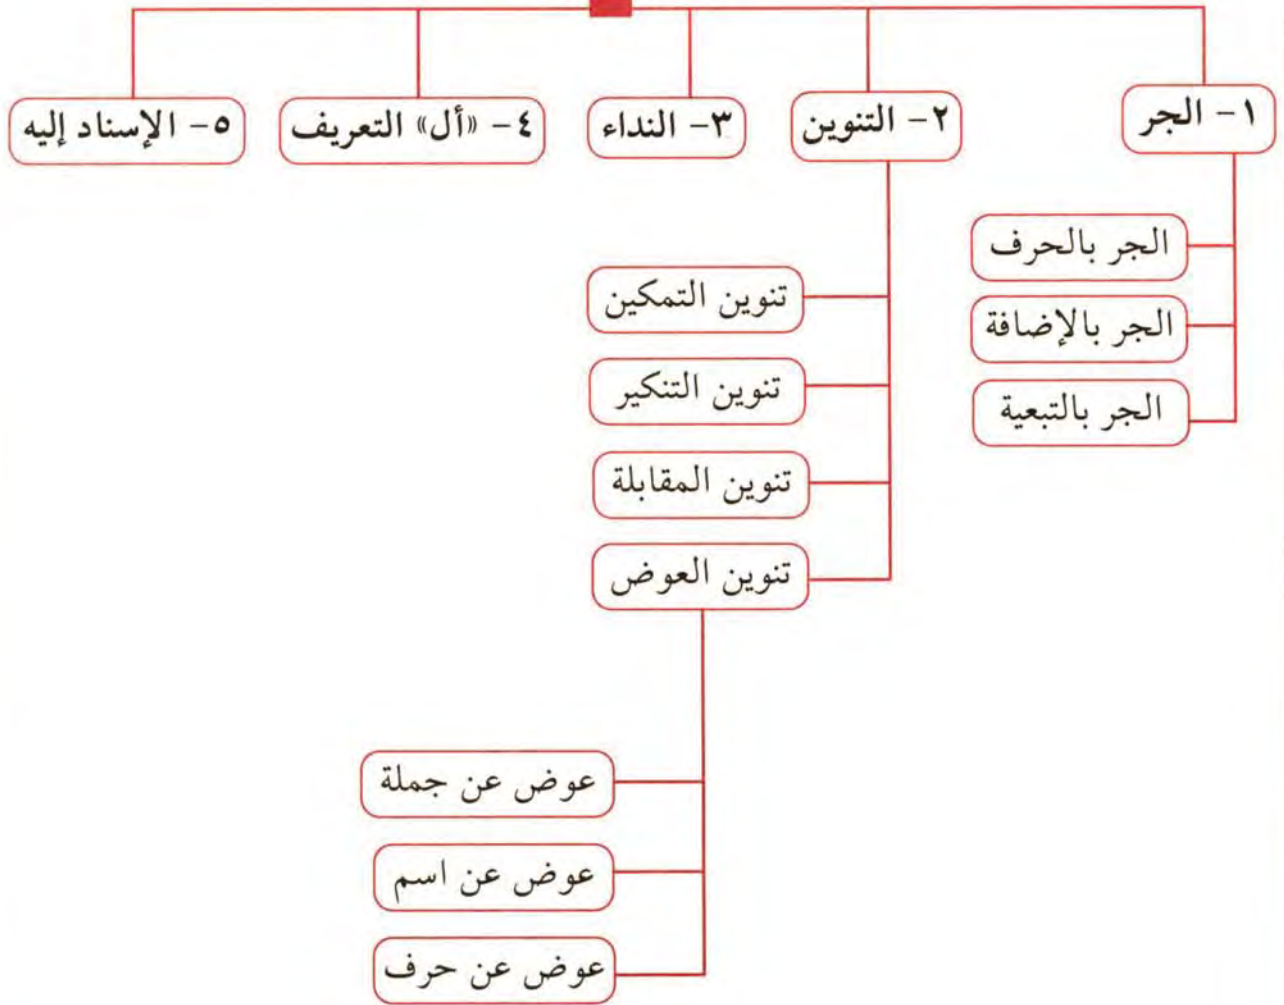 ١- الجر
٢- التنوين
٣- النداء
٤- «أل» التعريف
٥- الإسناد إليه
الجر بالحرف
الجر بالإضافة
الجر بالتبعية
تنوين التمكين
تنوين التنكير
تنوين المقابلة
تنوين العوض
عوض عن جملة
عوض عن اسم
عوض عن حرف